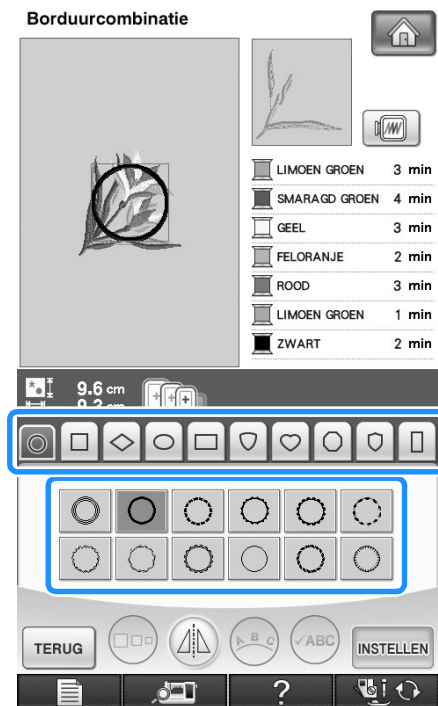 Borduurcombinatie
LIMOEN GROEN 3 min
SMARAGD GROEN 4 min
GEEL 3 min
FELORANJE 2 min
ROOD 3 min
LIMOEN GROEN 1 min
ZWART 2 min
9.6 cm
9.3 cm
TERUG
A B C
✓ABC
INSTELLEN
?